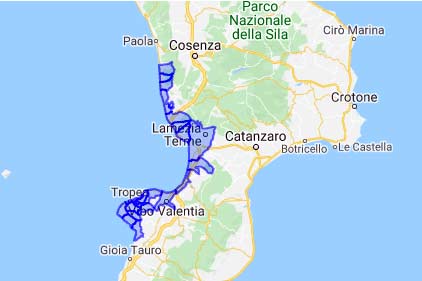 Parco
Nazionale
della Sila
Paola
Cosenza
Cirò Marina
Crotone
Lamezia
Terme
Catanzaro
Botricello
Le Castella
Tropea
Vibo Valentia
Gioia Tauro